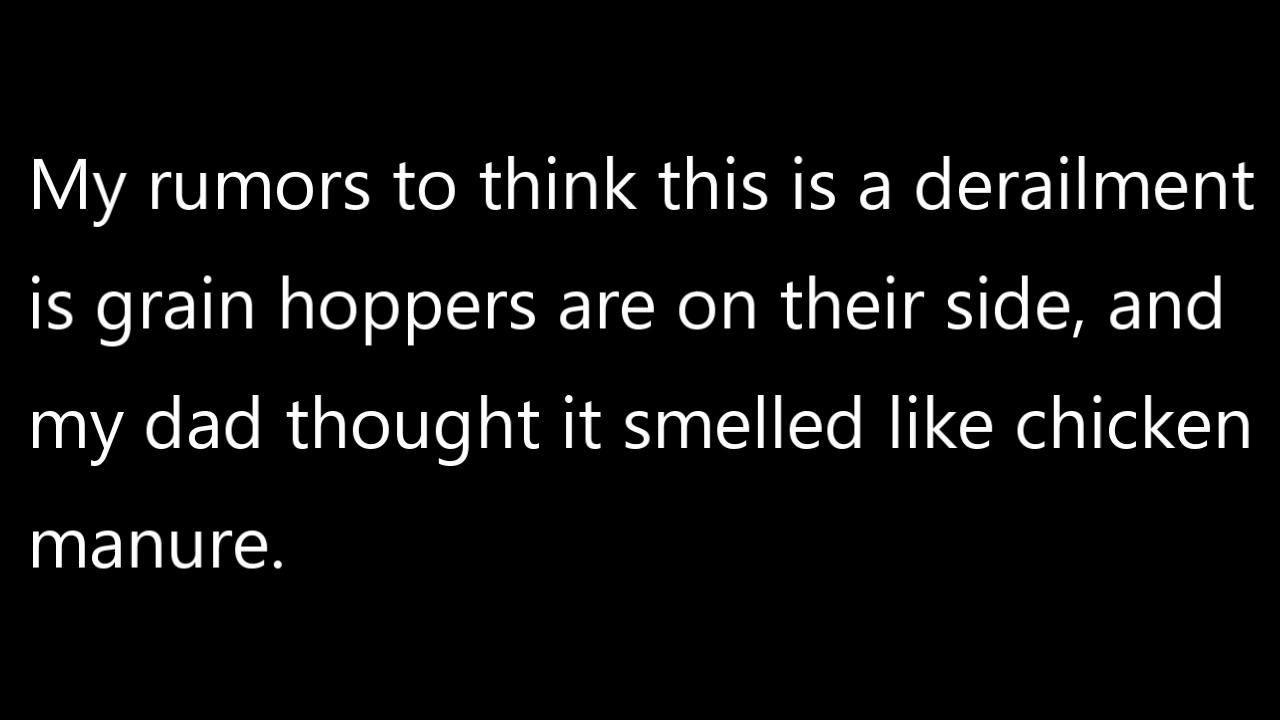 My rumors to think this is a derailment
is grain hoppers are on their side, and
my dad thought it smelled like chicken
manure.